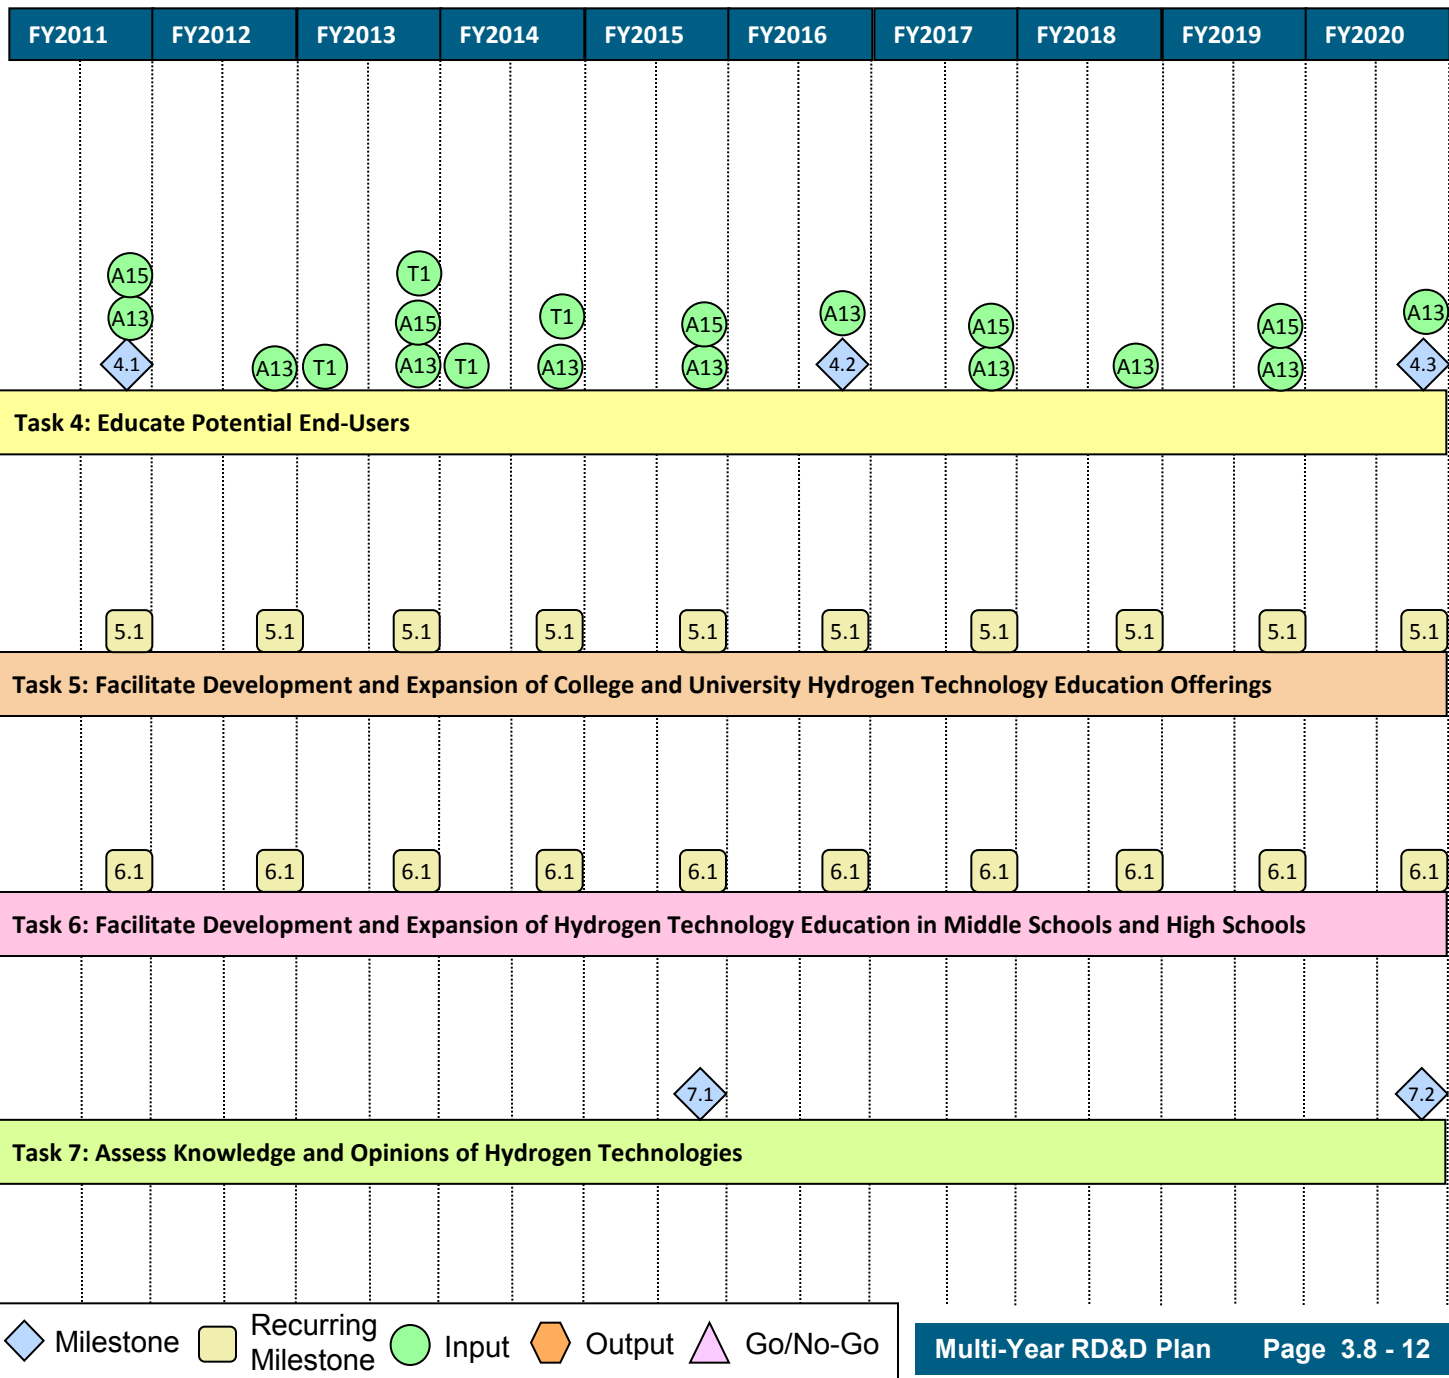 FY2011 FY2012 FY2013 FY2014 FY2015 FY2016 FY2017 FY2018 FY2019 FY2020
A15 T1
A13 A15 T1 A15 A13 A15 A15 A13
4.1 A13 T1 A13 T1 A13 A13 4.2 A13 A13 A13 4.3
Task 4: Educate Potential End-Users
5.1 5.1 5.1 5.1 5.1 5.1 5.1 5.1 5.1 5.1
Task 5: Facilitate Development and Expansion of College and University Hydrogen Technology Education Offerings
6.1 6.1 6.1 6.1 6.1 6.1 6.1 6.1 6.1 6.1
Task 6: Facilitate Development and Expansion of Hydrogen Technology Education in Middle Schools and High Schools
7.1 7.2
Task 7: Assess Knowledge and Opinions of Hydrogen Technologies
Milestone
Recurring
Milestone
Input
Output
Go/No-Go
Multi-Year RD&D Plan Page 3.8 - 12